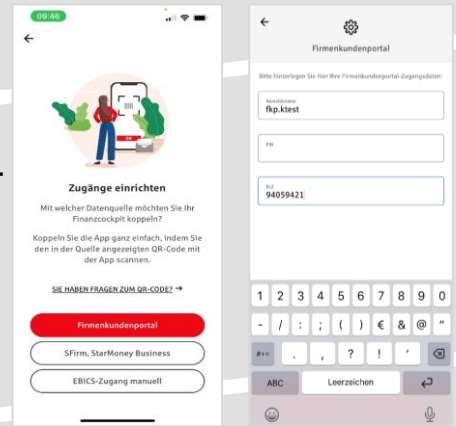 09:46
Zugänge einrichten
Mit welcher Datenquelle möchten Sie Ihr
Finanzcockpit koppeln?
Koppeln Sie die App ganz einfach, indem Sie
den in der Quelle angezeigten QR-Code mit
der App scannen.
SIE HABEN FRAGEN ZUM QR-CODE? →
Firmenkundenportal
SFirm, StarMoney Business
EBICS-Zugang manuell
Firmenkundenportal
Bitte hinterlegen Sie hier Ihre Firmenkundenportal-Zugangsdaten:
Anmeldename
fkp.ktest
PIN
BLZ
94059421
1 2 3 4 5 6 7 8 9 0
- / : ; ( ) € & @ "
#+= . , ? ! '
ABC Leerzeichen